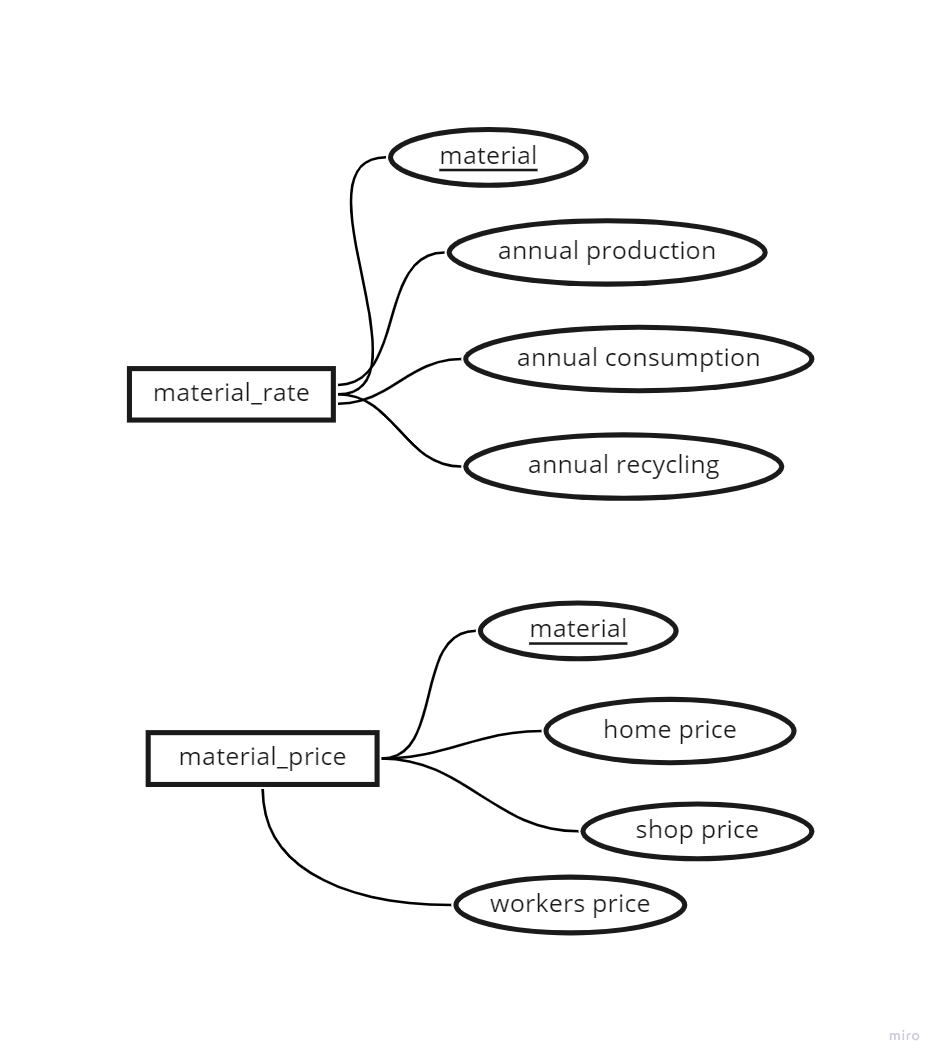 material
annual production
annual consumption
material_rate
annual recycling
material
home price
material_price
shop price
workers price
miro